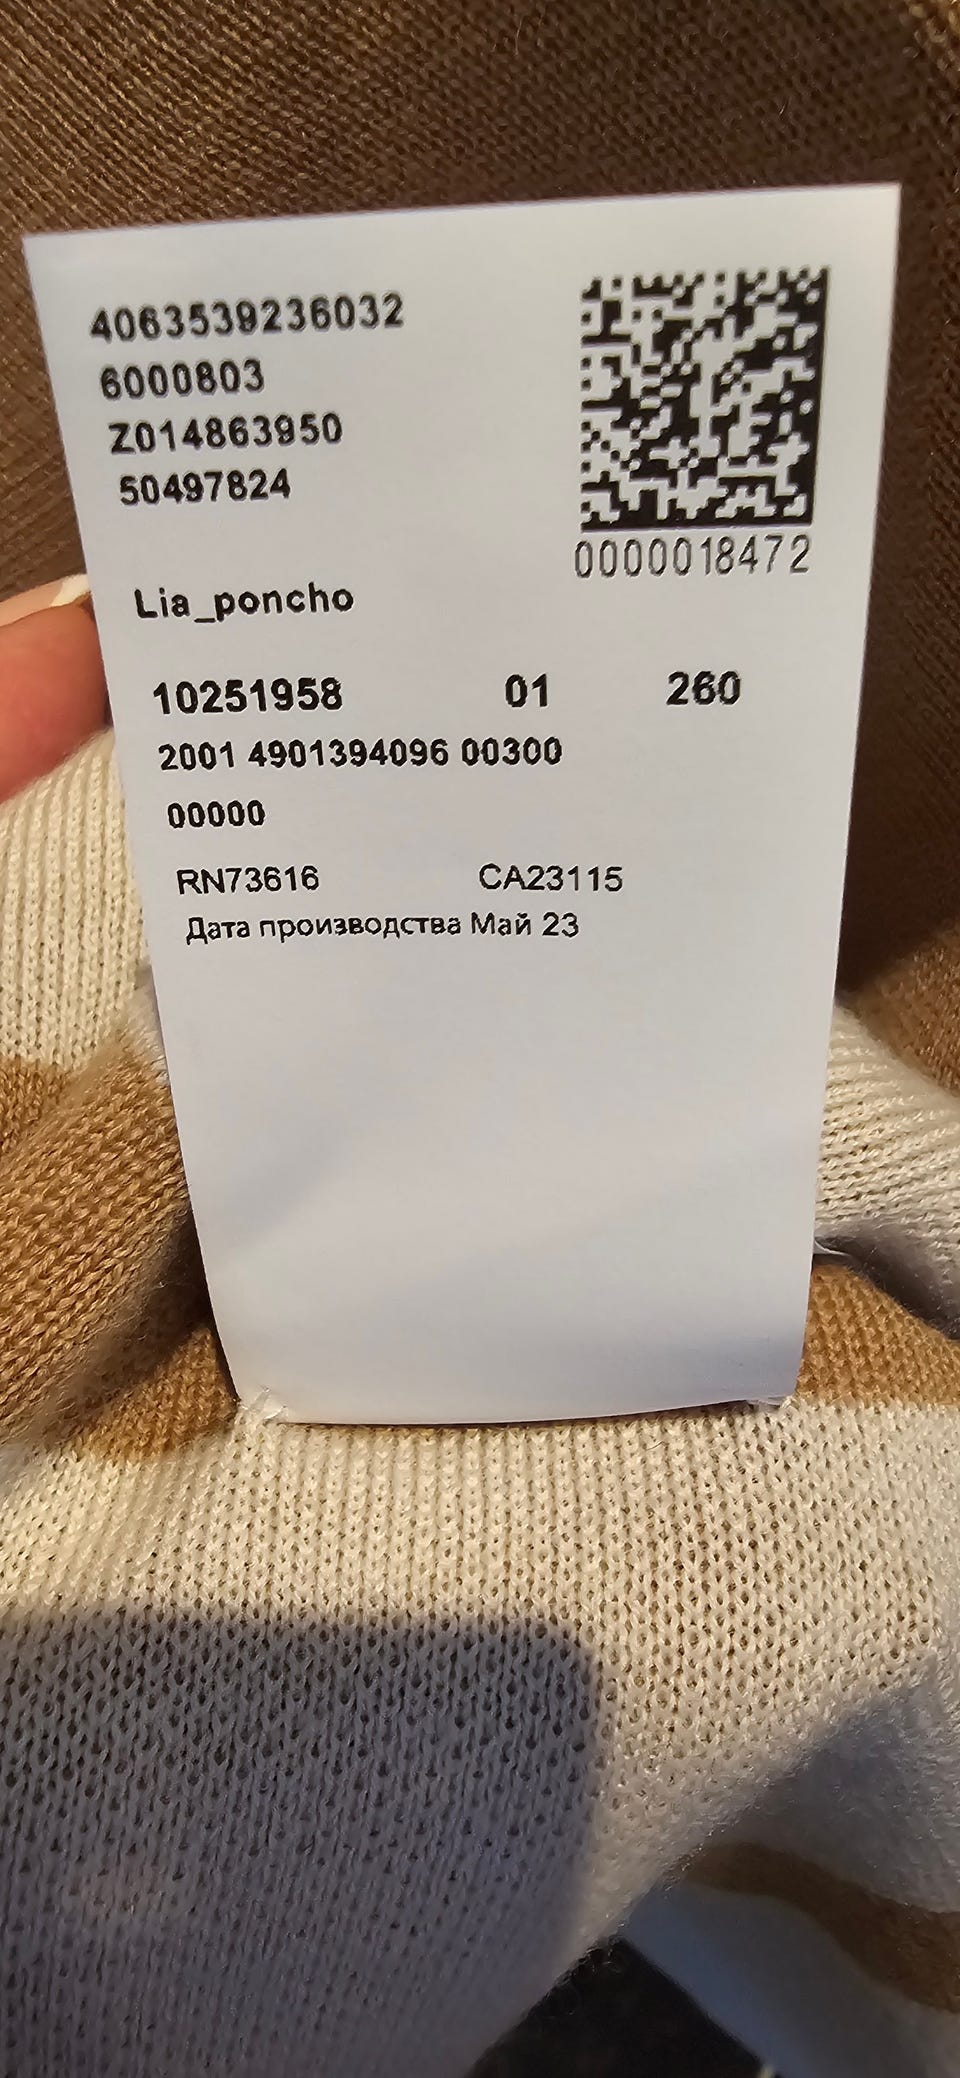 4063539236032
6000803
Z014863950
50497824
0000018472
Lia_poncho
10251958 01 260
2001 4901394096 00300
00000
RN73616 CA23115
Дата производства Май 23